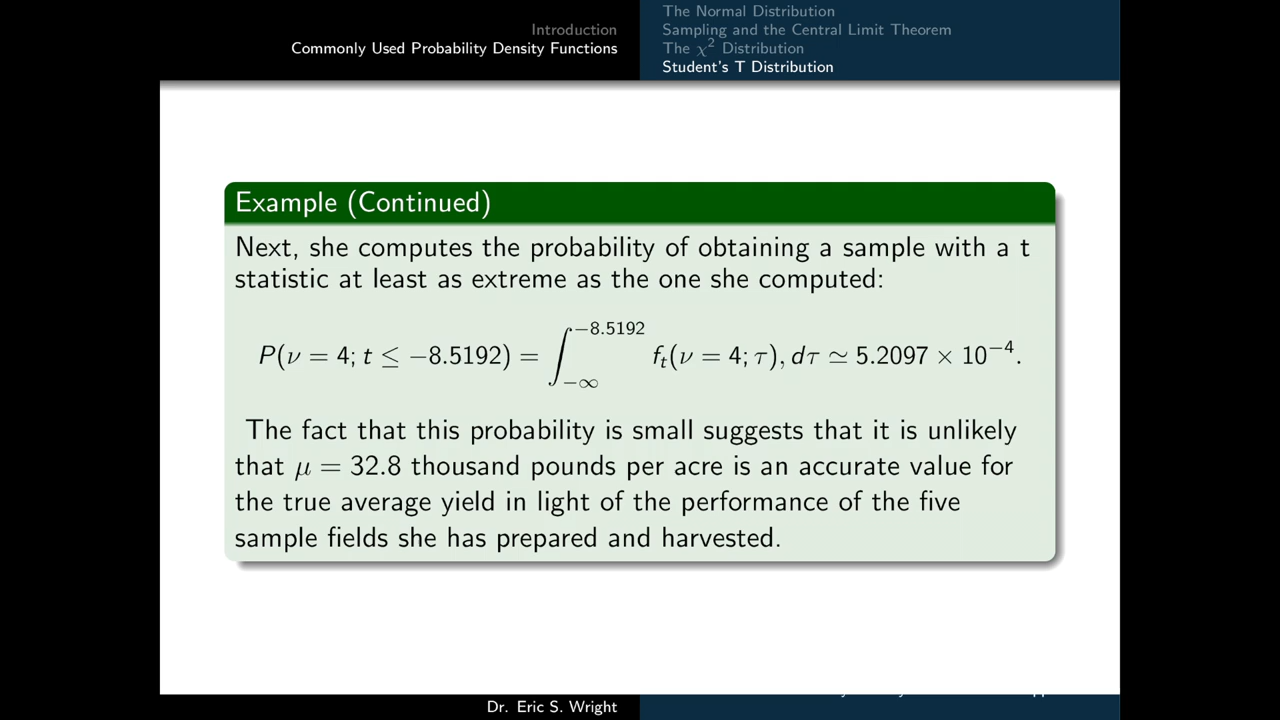 Introduction
Commonly Used Probability Density Functions
The Normal Distribution
Sampling and the Central Limit Theorem
The χ² Distribution
Student's T Distribution
Example (Continued)
Next, she computes the probability of obtaining a sample with a t
statistic at least as extreme as the one she computed:
P(ν = 4; t ≤ −8.5192) = ∫_{−∞}^{−8.5192} f_t(ν = 4; τ), dτ ≃ 5.2097 × 10⁻⁴.
The fact that this probability is small suggests that it is unlikely
that μ = 32.8 thousand pounds per acre is an accurate value for
the true average yield in light of the performance of the five
sample fields she has prepared and harvested.
Dr. Eric S. Wright